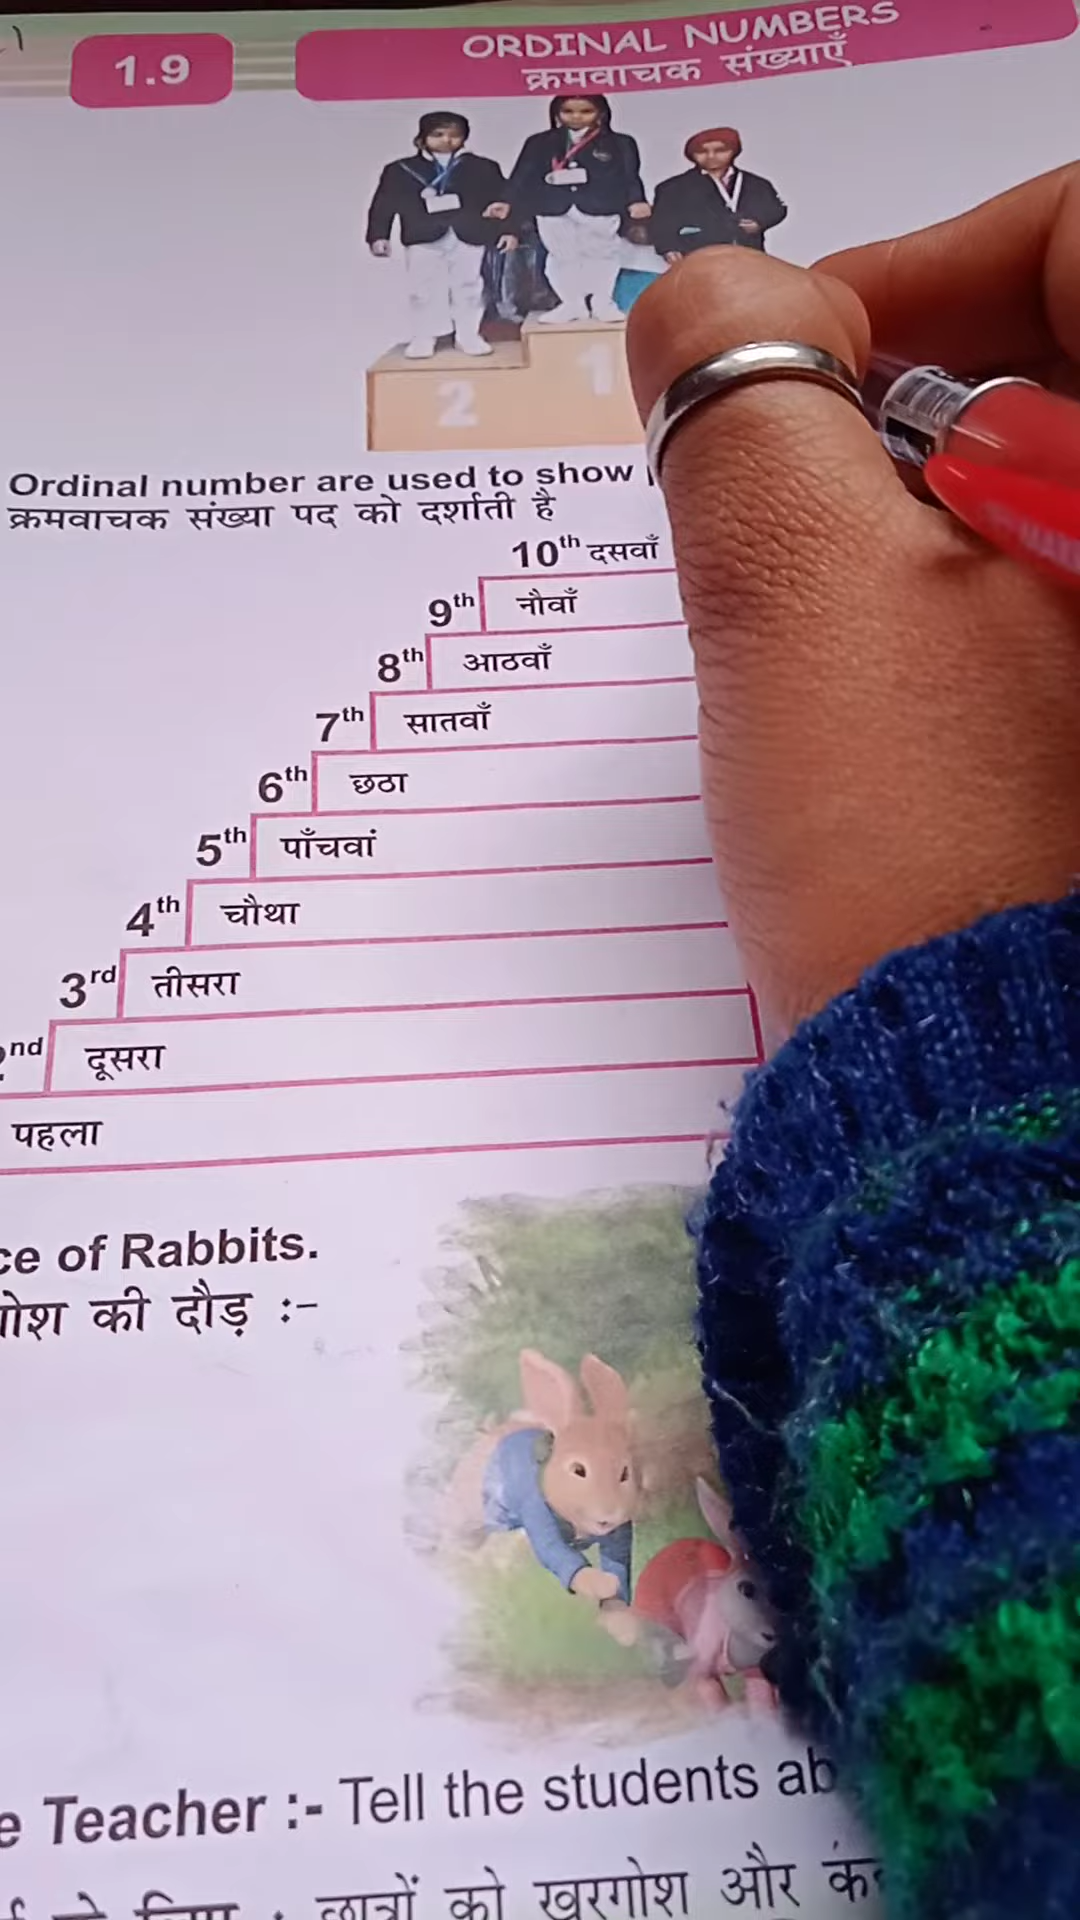 1.9
ORDINAL NUMBERS
क्रमवाचक संख्याएँ
2 1
Ordinal number are used to show
क्रमवाचक संख्या पद को दर्शाती है
10th दसवाँ
9th नौवाँ
8th आठवाँ
7th सातवाँ
6th छठा
5th पाँचवां
4th चौथा
3rd तीसरा
nd दूसरा
पहला
of Rabbits.
की दौड़ :–
Teacher :- Tell the students
छात्रों को खरगोश और